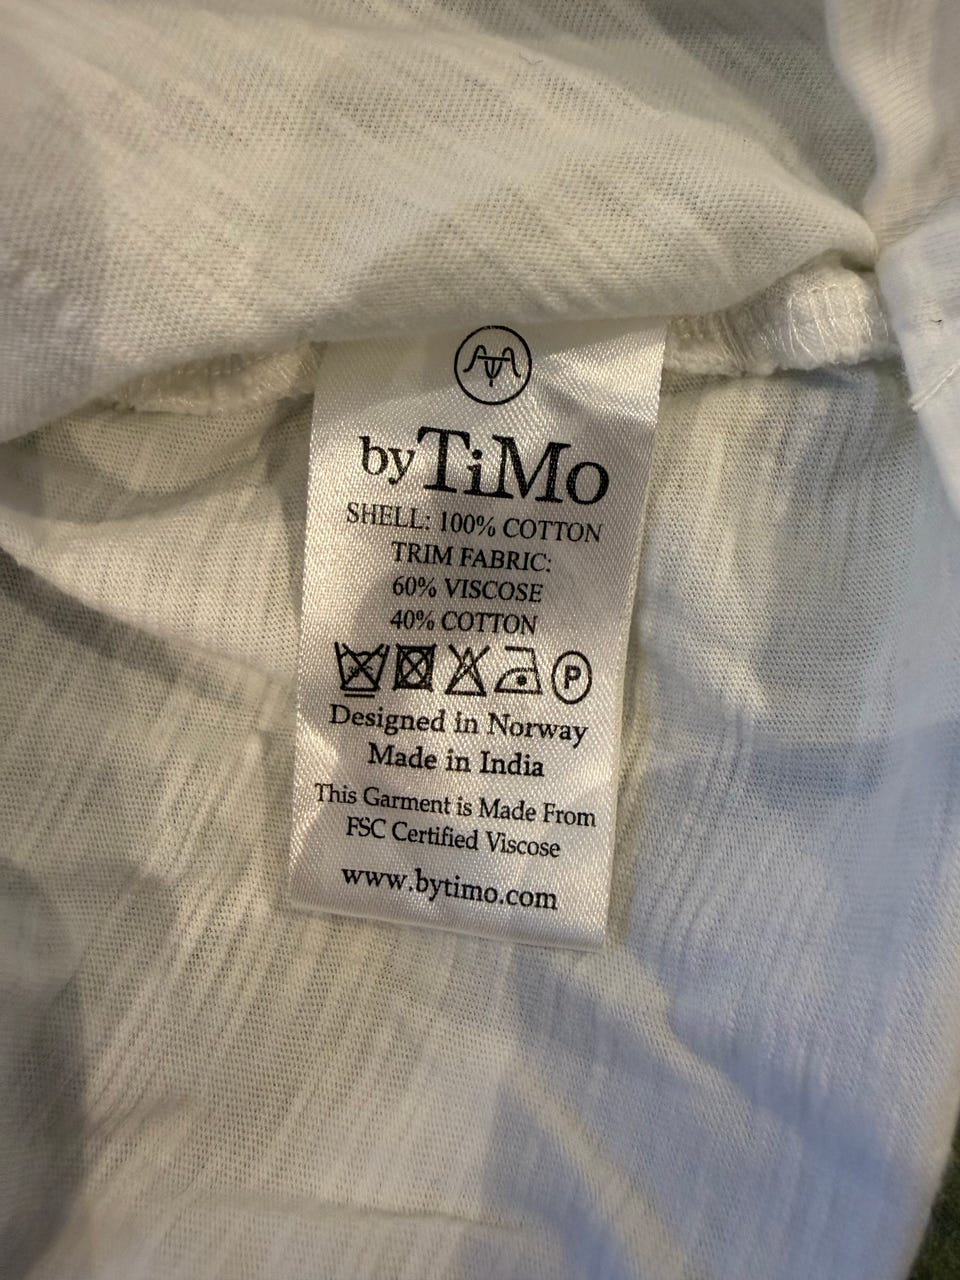 byTiMo
SHELL: 100% COTTON
TRIM FABRIC:
60% VISCOSE
40% COTTON
P
Designed in Norway
Made in India
This Garment is Made From
FSC Certified Viscose
www.bytimo.com